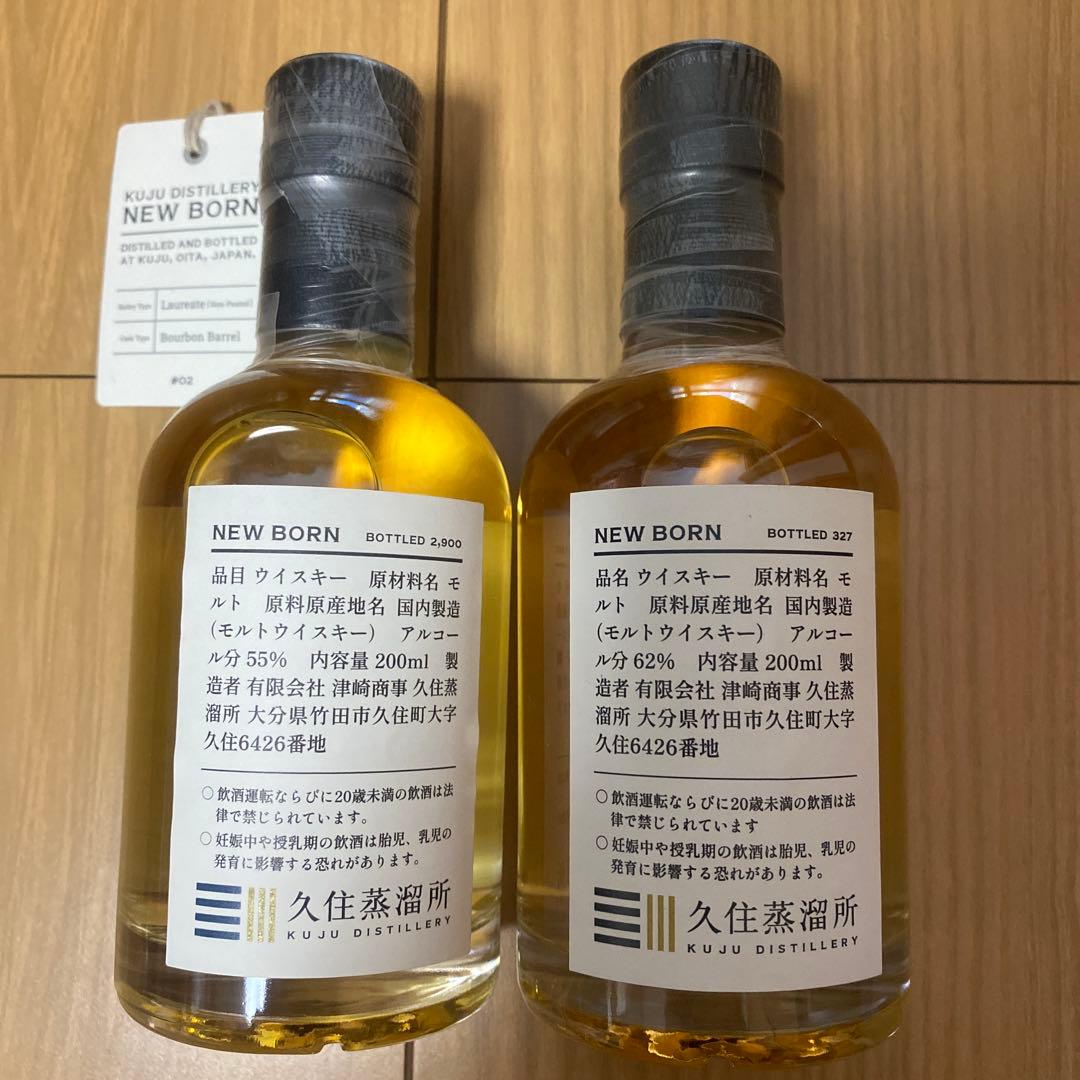 KUJU DISTILLERY
NEW BORN
DISTILLED AND BOTTLED
AT KUJU, OITA, JAPAN.
Barley Type Laureate (Non-Peated)
Cask Type Bourbon Barrel
#02
NEW BORN BOTTLED 2,900
品目 ウイスキー 原材料名 モ
ルト 原料原産地名 国内製造
(モルトウイスキー) アルコー
ル分 55% 内容量 200ml 製
造者 有限会社 津崎商事 久住蒸
溜所 大分県竹田市久住町大字
久住6426番地
○ 飲酒運転ならびに20歳未満の飲酒は法
律で禁じられています。
○ 妊娠中や授乳期の飲酒は胎児、乳児の
発育に影響する恐れがあります。
久住蒸溜所
KUJU DISTILLERY
NEW BORN BOTTLED 327
品名 ウイスキー 原材料名 モ
ルト 原料原産地名 国内製造
(モルトウイスキー) アルコー
ル分 62% 内容量 200ml 製
造者 有限会社 津崎商事 久住蒸
溜所 大分県竹田市久住町大字
久住6426番地
○ 飲酒運転ならびに20歳未満の飲酒は法
律で禁じられています
○ 妊娠中や授乳期の飲酒は胎児、乳児の
発育に影響する恐れがあります。
久住蒸溜所
KUJU DISTILLERY